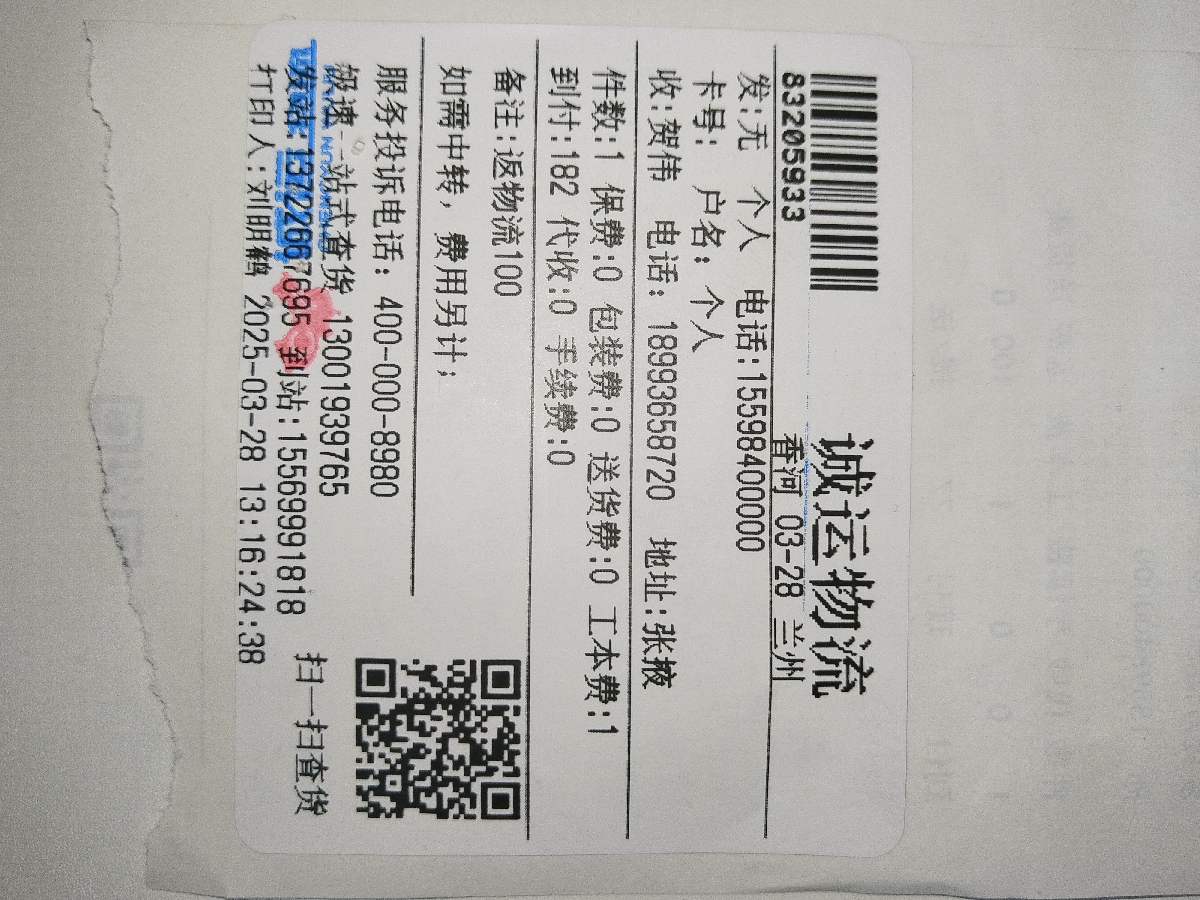 诚运物流
83205933
香河 03-28 兰州
发:无 个人 电话:15598400000
卡号: 户名: 个人
收:贺伟 电话: 18993658720 地址:张掖
件数:1 保费:0 包装费:0 送货费:0 工本费:1
到付:182 代收:0 手续费:0
备注:返物流100
如需中转, 费用另计;
服务投诉电话: 400-000-8980
极速一站式查货 13001939765
发站:13722667695 到站:15569991818
打印人:刘明鹤 2025-03-28 13:16:24:38
扫一扫查货